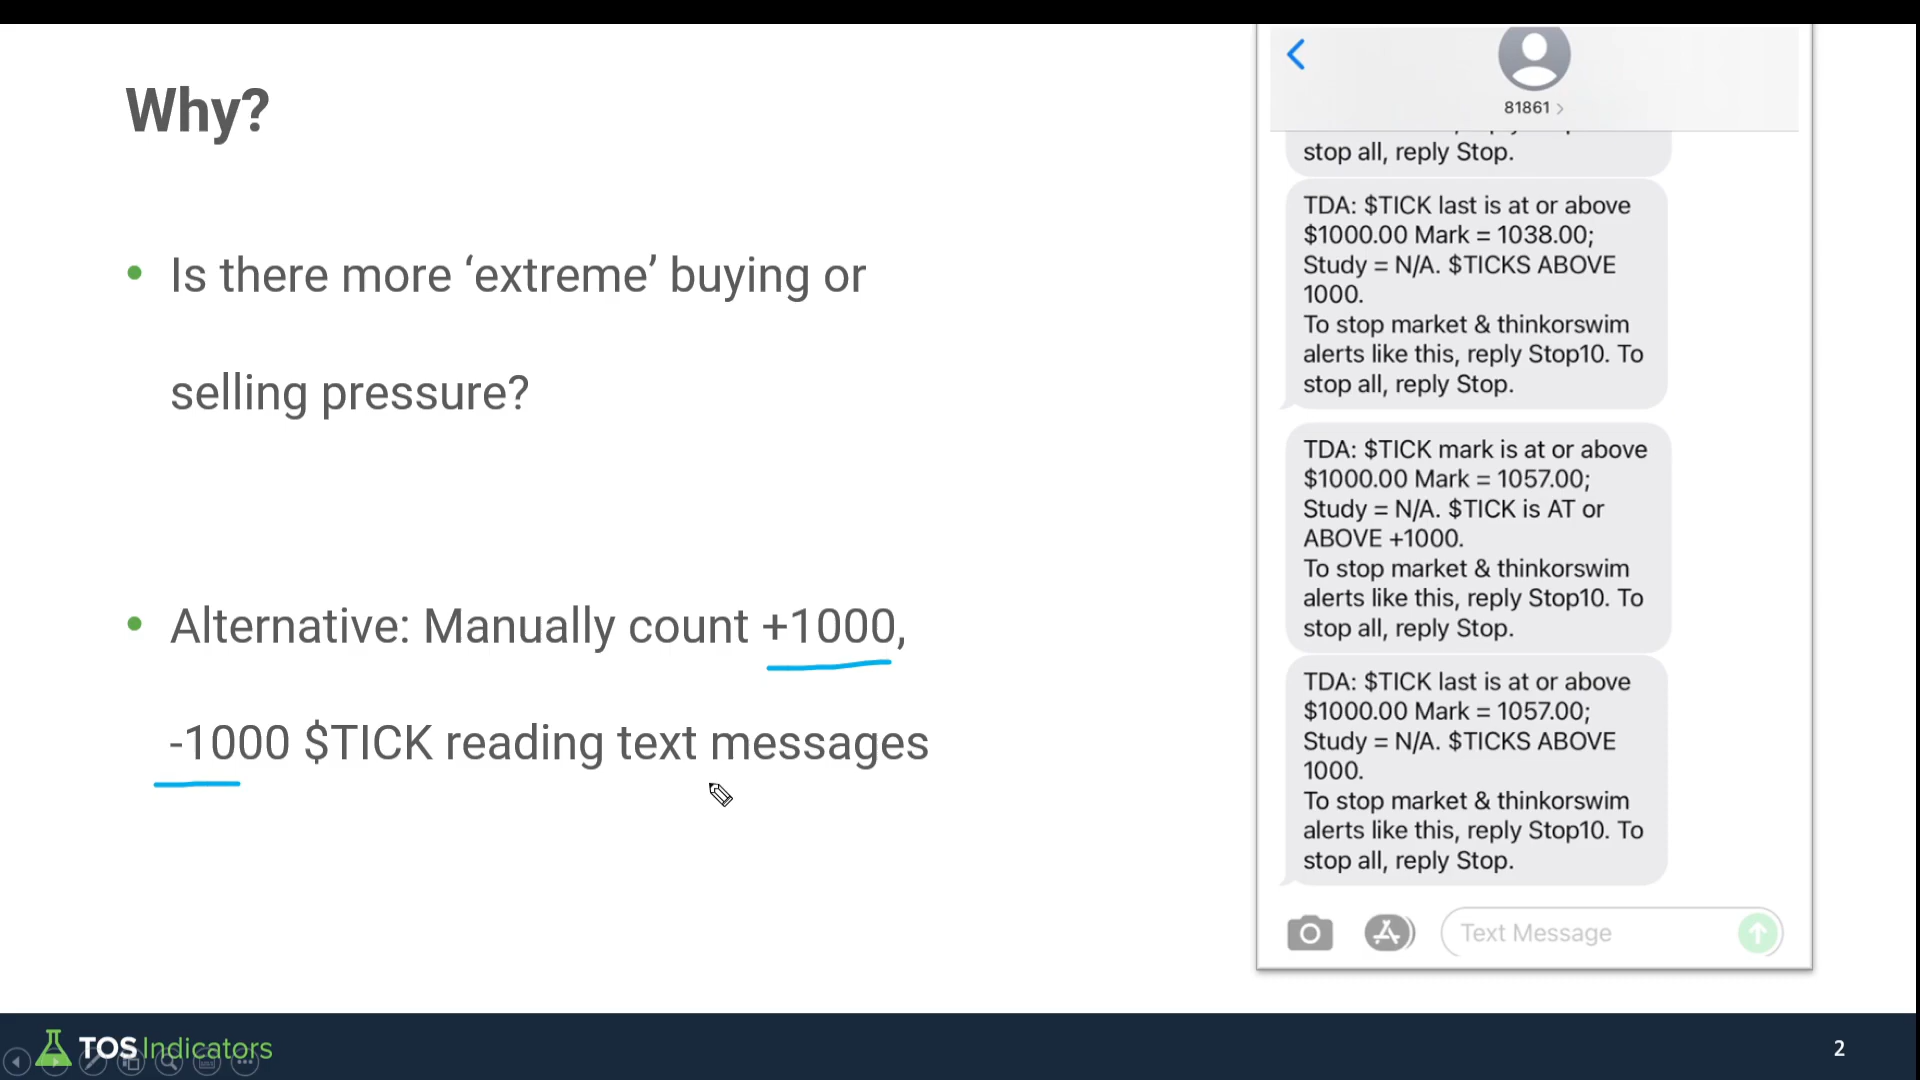 Why?
• Is there more ‘extreme’ buying or
selling pressure?
• Alternative: Manually count +1000,
-1000 $TICK reading text messages
81861 >
stop all, reply Stop.
TDA: $TICK last is at or above
$1000.00 Mark = 1038.00;
Study = N/A. $TICKS ABOVE
1000.
To stop market & thinkorswim
alerts like this, reply Stop10. To
stop all, reply Stop.
TDA: $TICK mark is at or above
$1000.00 Mark = 1057.00;
Study = N/A. $TICK is AT or
ABOVE +1000.
To stop market & thinkorswim
alerts like this, reply Stop10. To
stop all, reply Stop.
TDA: $TICK last is at or above
$1000.00 Mark = 1057.00;
Study = N/A. $TICKS ABOVE
1000.
To stop market & thinkorswim
alerts like this, reply Stop10. To
stop all, reply Stop.
Text Message
TOS Indicators
2